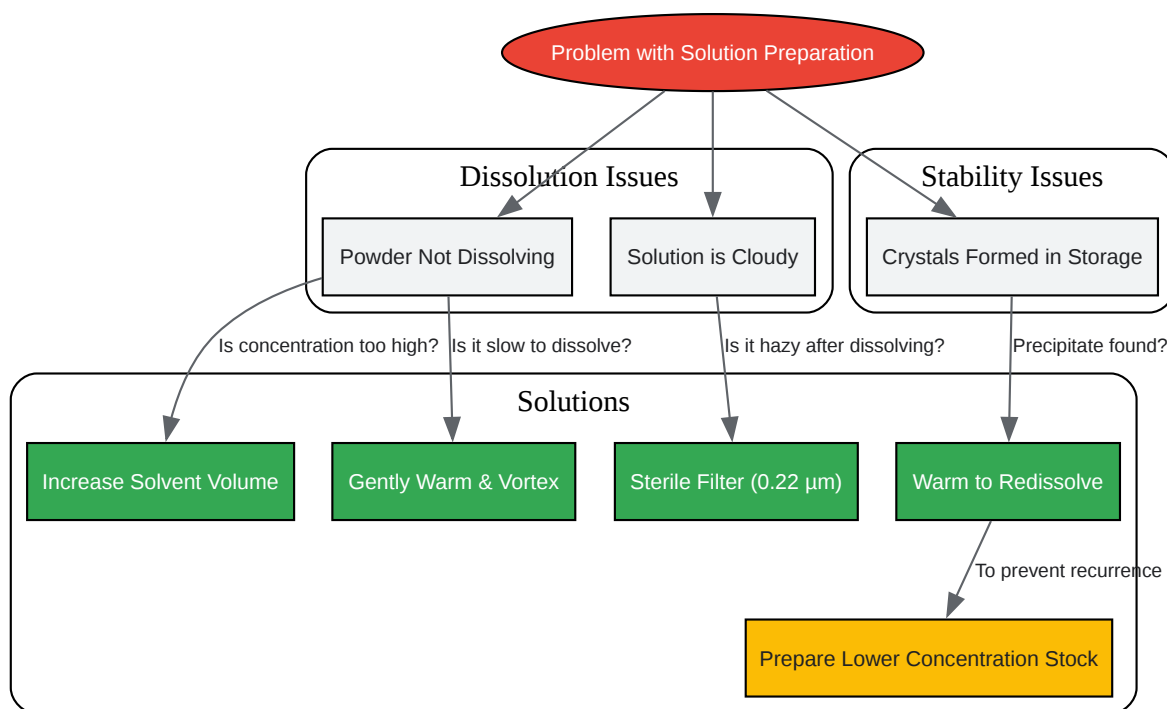 Problem with Solution Preparation
Dissolution Issues
Stability Issues
Powder Not Dissolving
Solution is Cloudy
Crystals Formed in Storage
Is concentration too high?
Is it slow to dissolve?
Is it hazy after dissolving?
Precipitate found?
Solutions
Increase Solvent Volume
Gently Warm & Vortex
Sterile Filter (0.22 µm)
Warm to Redissolve
To prevent recurrence
Prepare Lower Concentration Stock